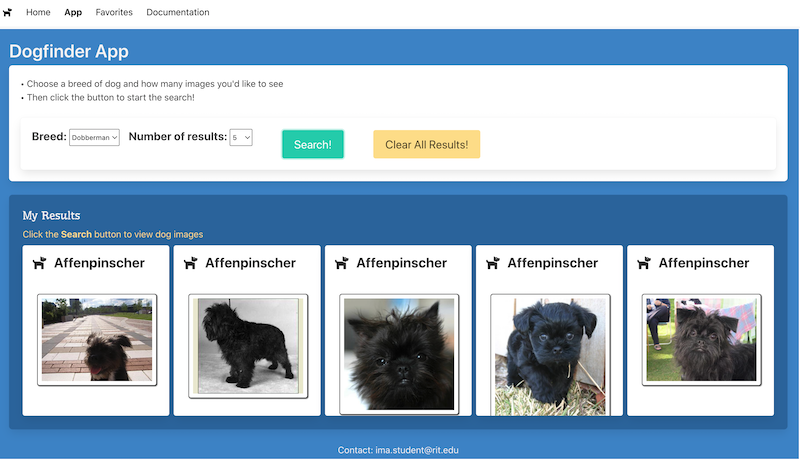 Home App Favorites Documentation
Dogfinder App
• Choose a breed of dog and how many images you'd like to see
• Then click the button to start the search!
Breed: Dobberman Number of results: 5 Search! Clear All Results!
My Results
Click the Search button to view dog images
Affenpinscher Affenpinscher Affenpinscher Affenpinscher Affenpinscher
Contact: ima.student@rit.edu